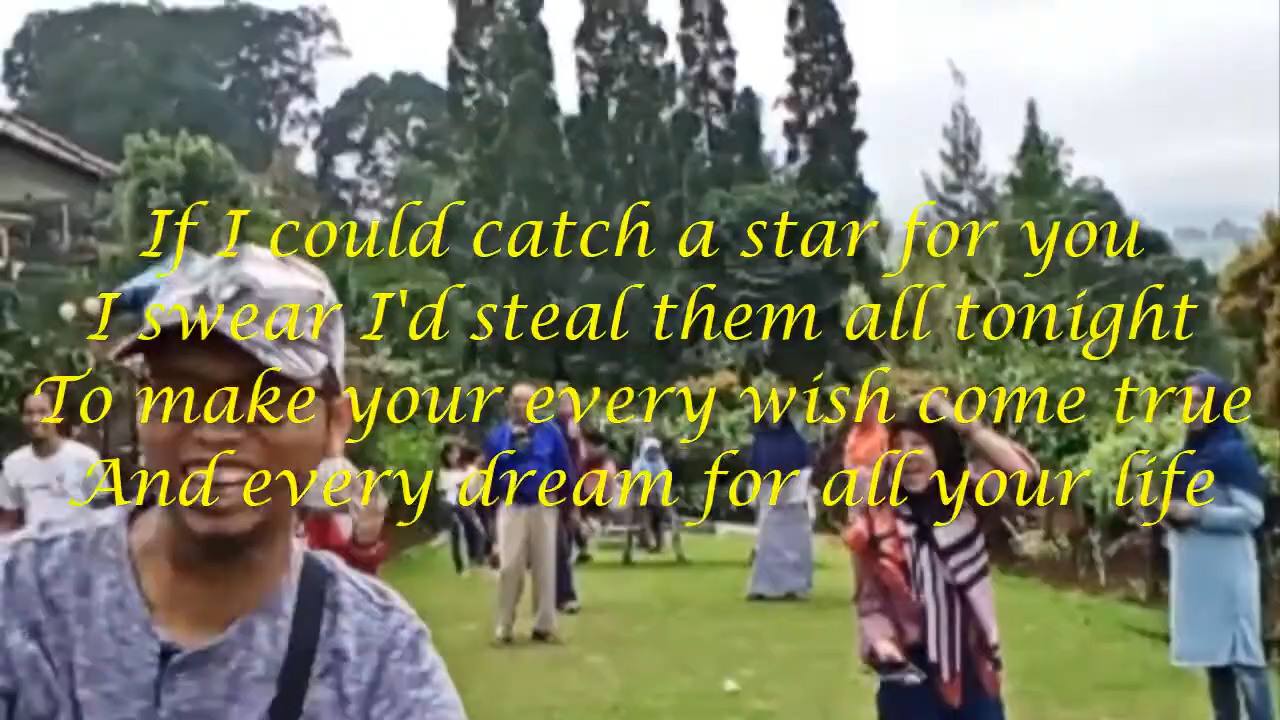 If I could catch a star for you
I swear I'd steal them all tonight
To make your every wish come true
And every dream for all your life